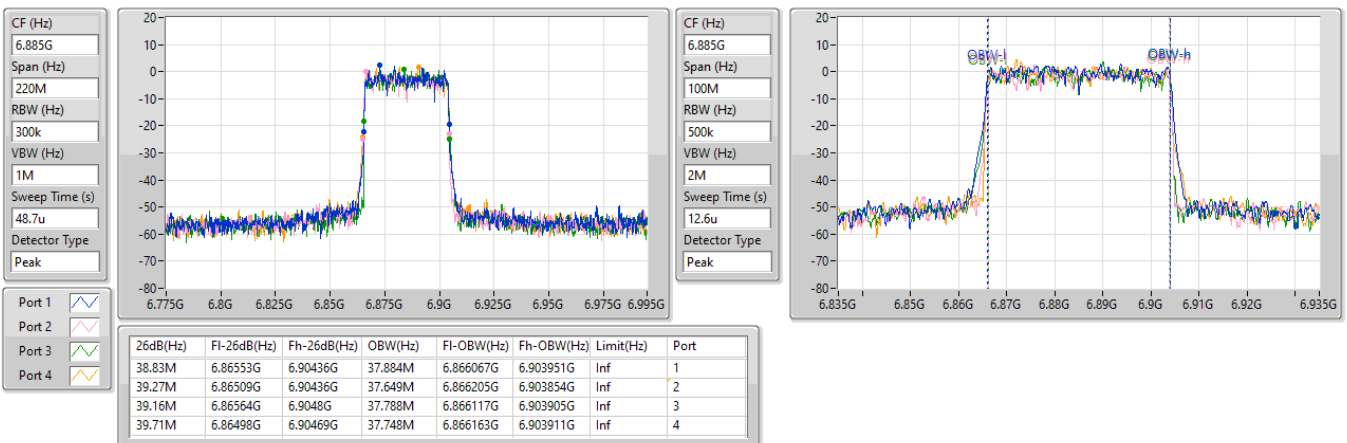 CF (Hz)
6.885G
Span (Hz)
220M
RBW (Hz)
300k
VBW (Hz)
1M
Sweep Time (s)
48.7u
Detector Type
Peak
20-
10-
0-
-10-
-20-
-30-
-40-
-50-
-60-
-70-
-80-
6.775G 6.8G 6.825G 6.85G 6.875G 6.9G 6.925G 6.95G 6.975G 6.995G
CF (Hz)
6.885G
Span (Hz)
100M
RBW (Hz)
500k
VBW (Hz)
2M
Sweep Time (s)
12.6u
Detector Type
Peak
OBW-l OBW-h
20-
10-
0-
-10-
-20-
-30-
-40-
-50-
-60-
-70-
-80-
6.835G 6.85G 6.86G 6.87G 6.88G 6.89G 6.9G 6.91G 6.92G 6.935G
Port 1
Port 2
Port 3
Port 4
26dB(Hz) Fl-26dB(Hz) Fh-26dB(Hz) OBW(Hz) Fl-OBW(Hz) Fh-OBW(Hz) Limit(Hz) Port
38.83M 6.86553G 6.90436G 37.884M 6.866067G 6.903951G Inf 1
39.27M 6.86509G 6.90436G 37.649M 6.866205G 6.903854G Inf 2
39.16M 6.86564G 6.9048G 37.788M 6.866117G 6.903905G Inf 3
39.71M 6.86498G 6.90469G 37.748M 6.866163G 6.903911G Inf 4